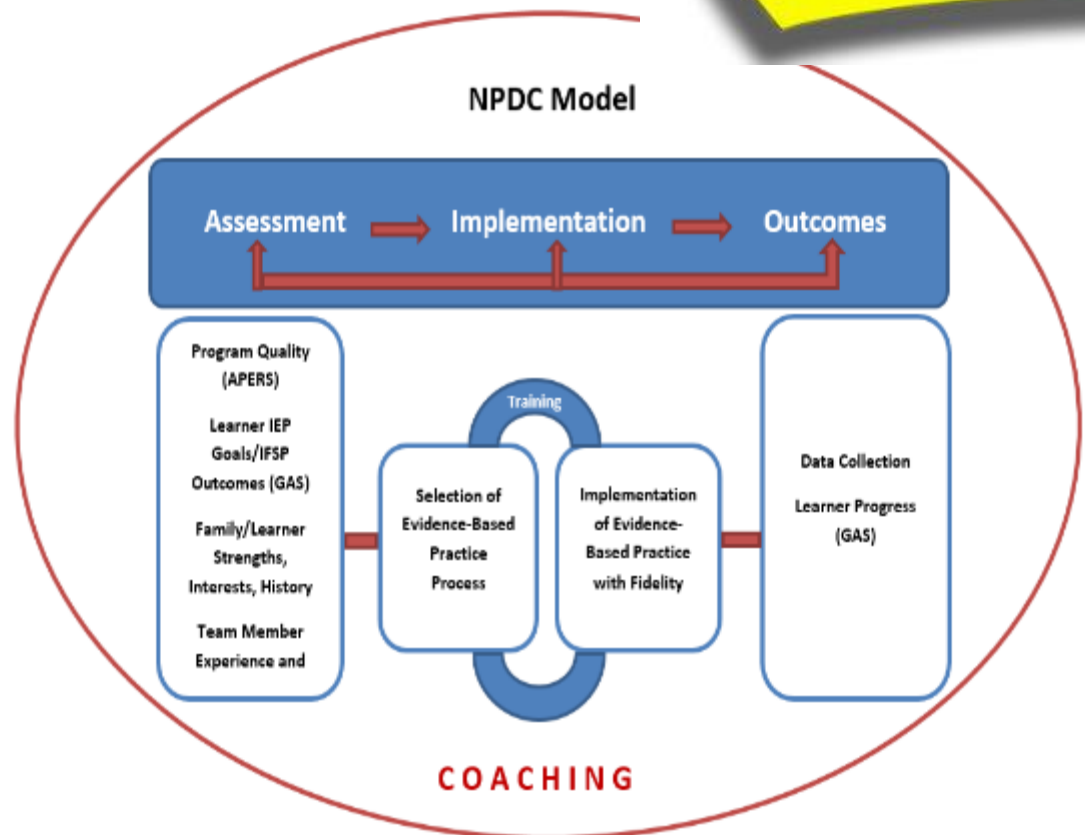 NPDC Model
Assessment
Implementation
Outcomes
Program Quality
(APERS)
Learner IEP
Goals/IFSP
Outcomes (GAS)
Family/Learner
Strengths,
Interests, History
Team Member
Experience and
Training
Selection of
Evidence-Based
Practice
Process
Implementation
of Evidence-
Based Practice
with Fidelity
Data Collection
Learner Progress
(GAS)
COACHING